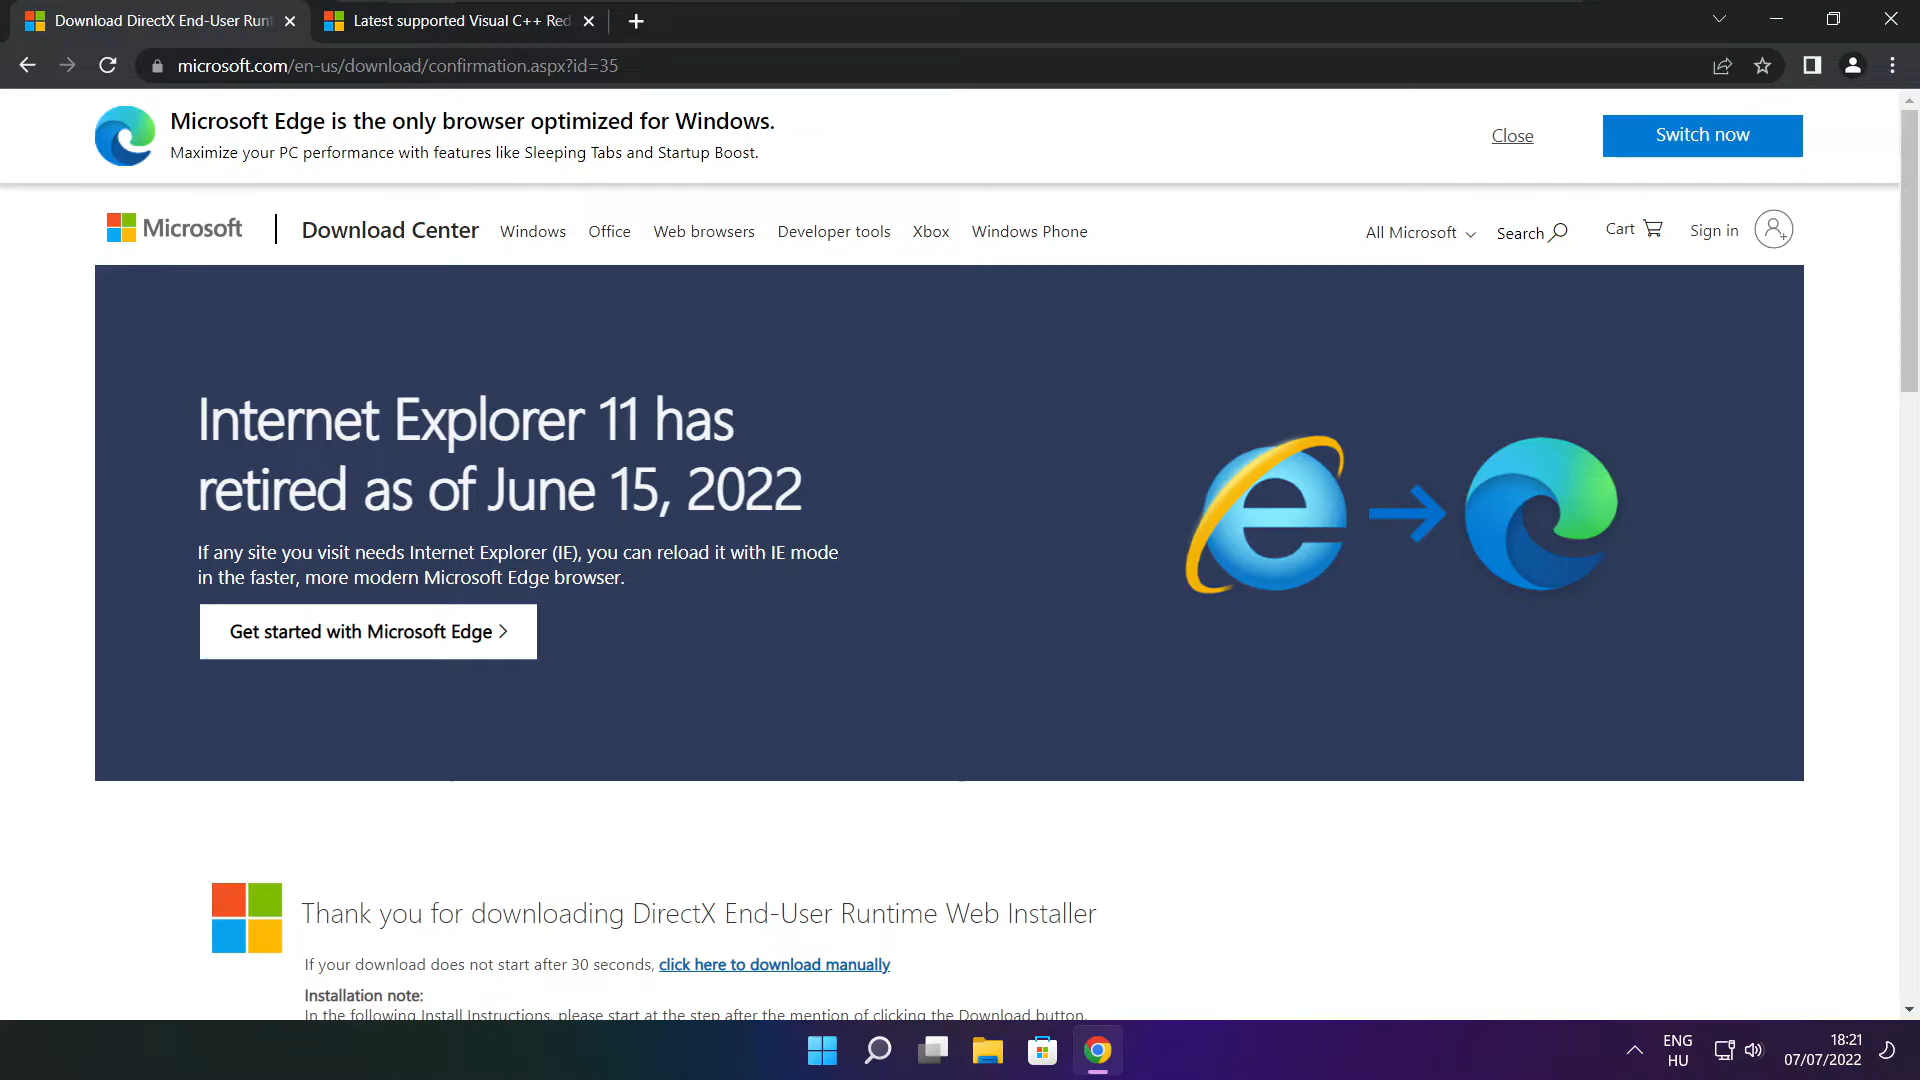 Download DirectX End-User Runt
Latest supported Visual C++ Red
microsoft.com/en-us/download/confirmation.aspx?id=35
Microsoft Edge is the only browser optimized for Windows.
Maximize your PC performance with features like Sleeping Tabs and Startup Boost.
Close
Switch now
Microsoft
Download Center
Windows
Office
Web browsers
Developer tools
Xbox
Windows Phone
All Microsoft
Search
Cart
Sign in
Internet Explorer 11 has
retired as of June 15, 2022
If any site you visit needs Internet Explorer (IE), you can reload it with IE mode
in the faster, more modern Microsoft Edge browser.
Get started with Microsoft Edge >
Thank you for downloading DirectX End-User Runtime Web Installer
If your download does not start after 30 seconds, click here to download manually
Installation note:
In the following Install Instructions, please start at the step after the mention of clicking the Download button.
ENG
HU
18:21
07/07/2022